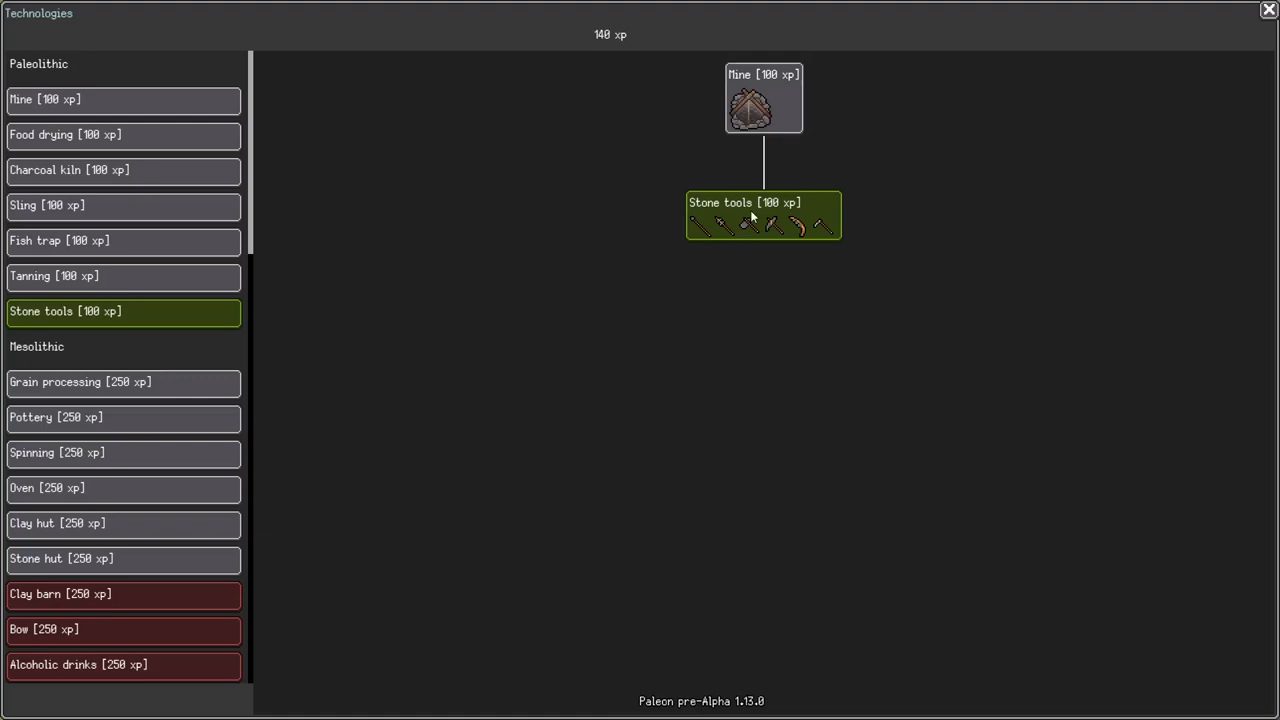 Technologies
140 xp
Paleolithic
Mine [100 xp]
Food drying [100 xp]
Charcoal kiln [100 xp]
Sling [100 xp]
Fish trap [100 xp]
Tanning [100 xp]
Stone tools [100 xp]
Mesolithic
Grain processing [250 xp]
Pottery [250 xp]
Spinning [250 xp]
Oven [250 xp]
Clay hut [250 xp]
Stone hut [250 xp]
Clay barn [250 xp]
Bow [250 xp]
Alcoholic drinks [250 xp]
Mine [100 xp]
Stone tools [100 xp]
Paleon pre-Alpha 1.13.0